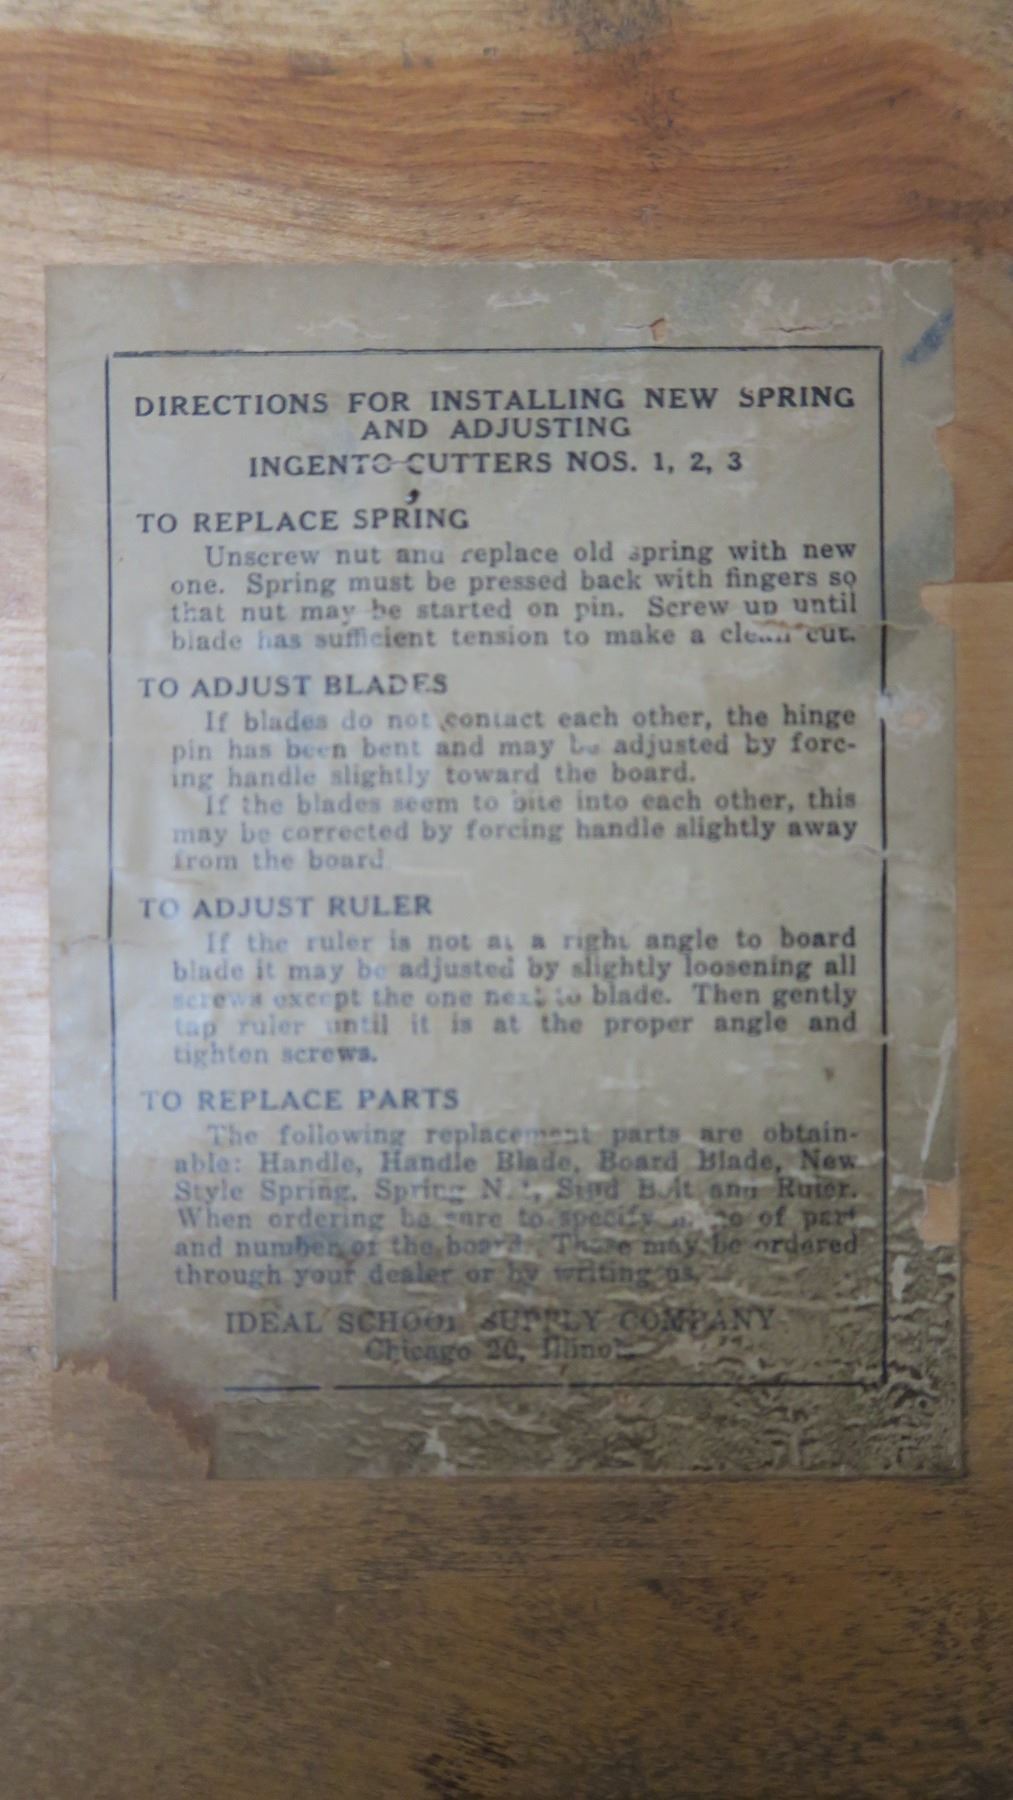 DIRECTIONS FOR INSTALLING NEW SPRING
AND ADJUSTING
INGENTO CUTTERS NOS. 1, 2, 3
TO REPLACE SPRING
Unscrew nut and replace old spring with new
one. Spring must be pressed back with fingers so
that nut may be started on pin. Screw up until
blade has sufficient tension to make a clean cut.
TO ADJUST BLADES
If blades do not contact each other, the hinge
pin has been bent and may be adjusted by forc-
ing handle slightly toward the board.
If the blades seem to bite into each other, this
may be corrected by forcing handle slightly away
from the board
TO ADJUST RULER
If the ruler is not at a right angle to board
blade it may be adjusted by slightly loosening all
screws except the one next to blade. Then gently
tap ruler until it is at the proper angle and
tighten screws.
TO REPLACE PARTS
The following replacement parts are obtain-
able: Handle, Handle Blade, Board Blade, New
Style Spring, Spring Nut, Stud Bolt and Ruler.
When ordering be sure to specify of part
and number of the board. These may be ordered
through your dealer or by writing us.
IDEAL SCHOOL SUPPLY COMPANY
Chicago 20, Illinois